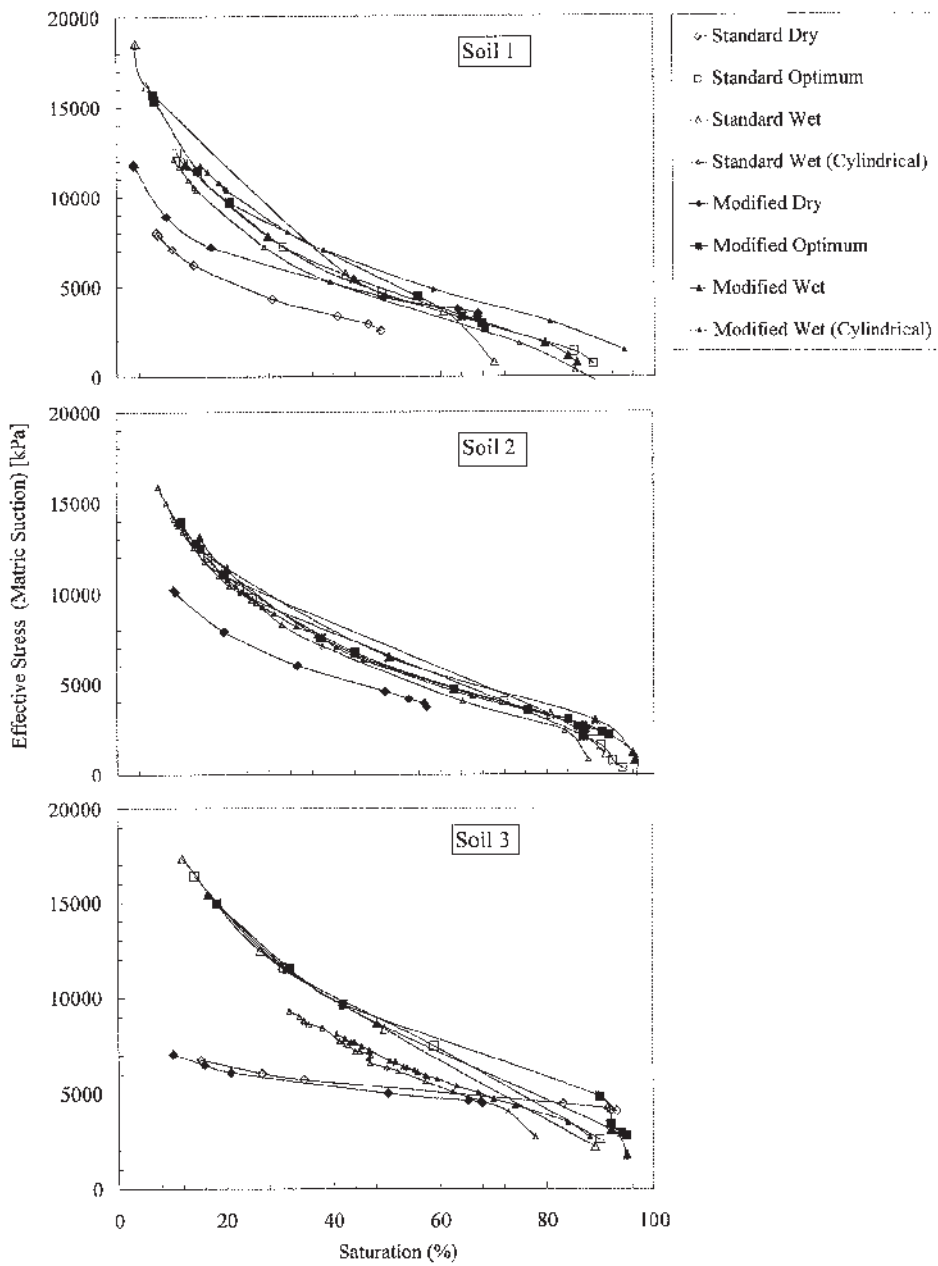 20000
15000
10000
5000
0
Soil 1
Standard Dry
Standard Optimum
Standard Wet
Standard Wet (Cylindrical)
Modified Dry
Modified Optimum
Modified Wet
Modified Wet (Cylindrical)
Effective Stress (Matric Suction) [kPa]
20000
15000
10000
5000
0
Soil 2
20000
15000
10000
5000
0
Soil 3
0 20 40 60 80 100
Saturation (%)